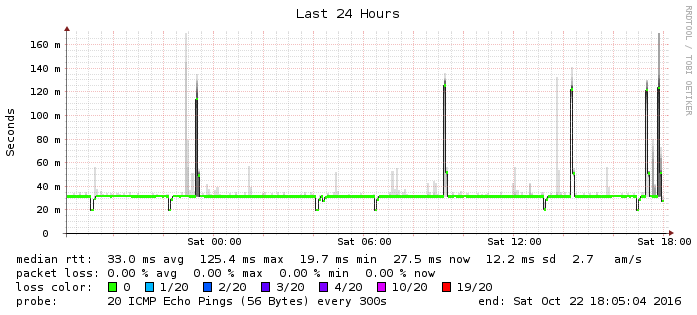 Last 24 Hours
RRDTOOL / TOBI OETIKER
Seconds
160 m
140 m
120 m
100 m
80 m
60 m
40 m
20 m
0
Sat 00:00 Sat 06:00 Sat 12:00 Sat 18:00
median rtt: 33.0 ms avg 125.4 ms max 19.7 ms min 27.5 ms now 12.2 ms sd 2.7 am/s
packet loss: 0.00 % avg 0.00 % max 0.00 % min 0.00 % now
loss color: 0 1/20 2/20 3/20 4/20 10/20 19/20
probe: 20 ICMP Echo Pings (56 Bytes) every 300s end: Sat Oct 22 18:05:04 2016